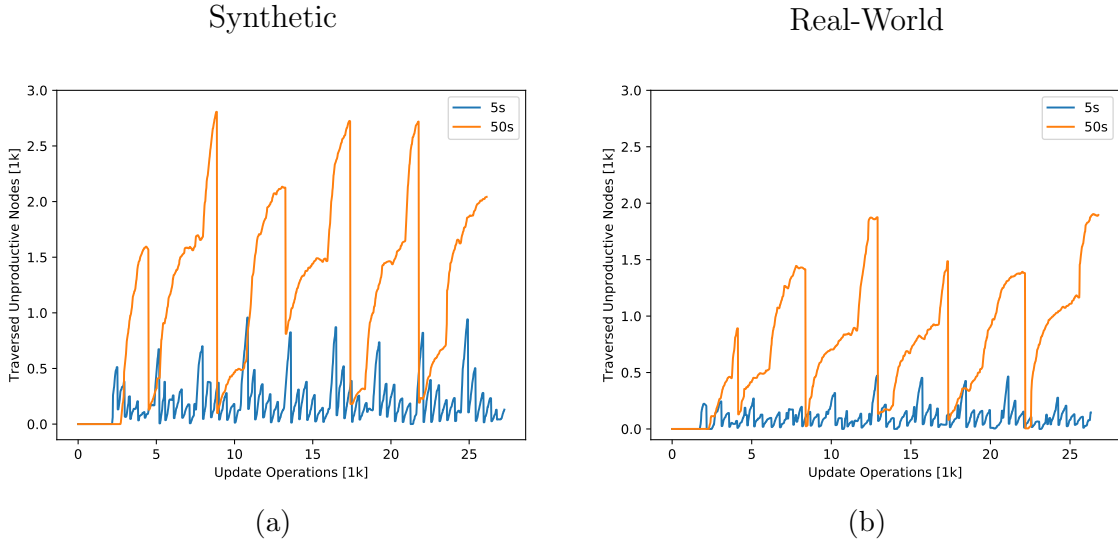 Synthetic
Real-World
3.0
2.5
2.0
1.5
1.0
0.5
0.0
Traversed Unproductive Nodes [1k]
5s
50s
0 5 10 15 20 25
Update Operations [1k]
(a)
3.0
2.5
2.0
1.5
1.0
0.5
0.0
Traversed Unproductive Nodes [1k]
5s
50s
0 5 10 15 20 25
Update Operations [1k]
(b)